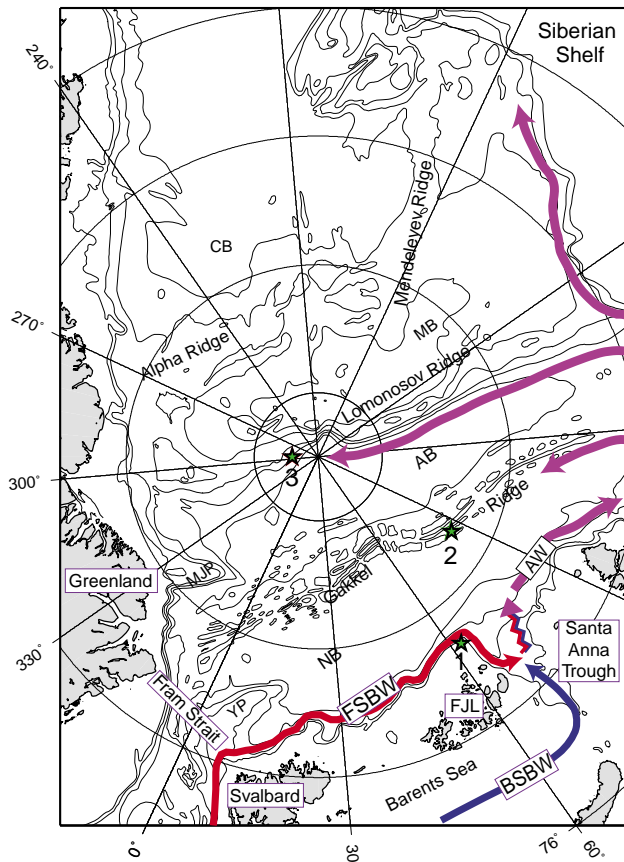 Siberian
Shelf
240°
CB
Mendeleyev Ridge
MB
270°
Alpha Ridge
Lomonosov Ridge
AB
300°
3
Ridge
2
Gakkel
AW
Greenland
MJP
330°
NB
Santa
Anna
Trough
1
Fram Strait
YP
FSBW
FJL
BSBW
Barents Sea
Svalbard
0°
30
76°
60°